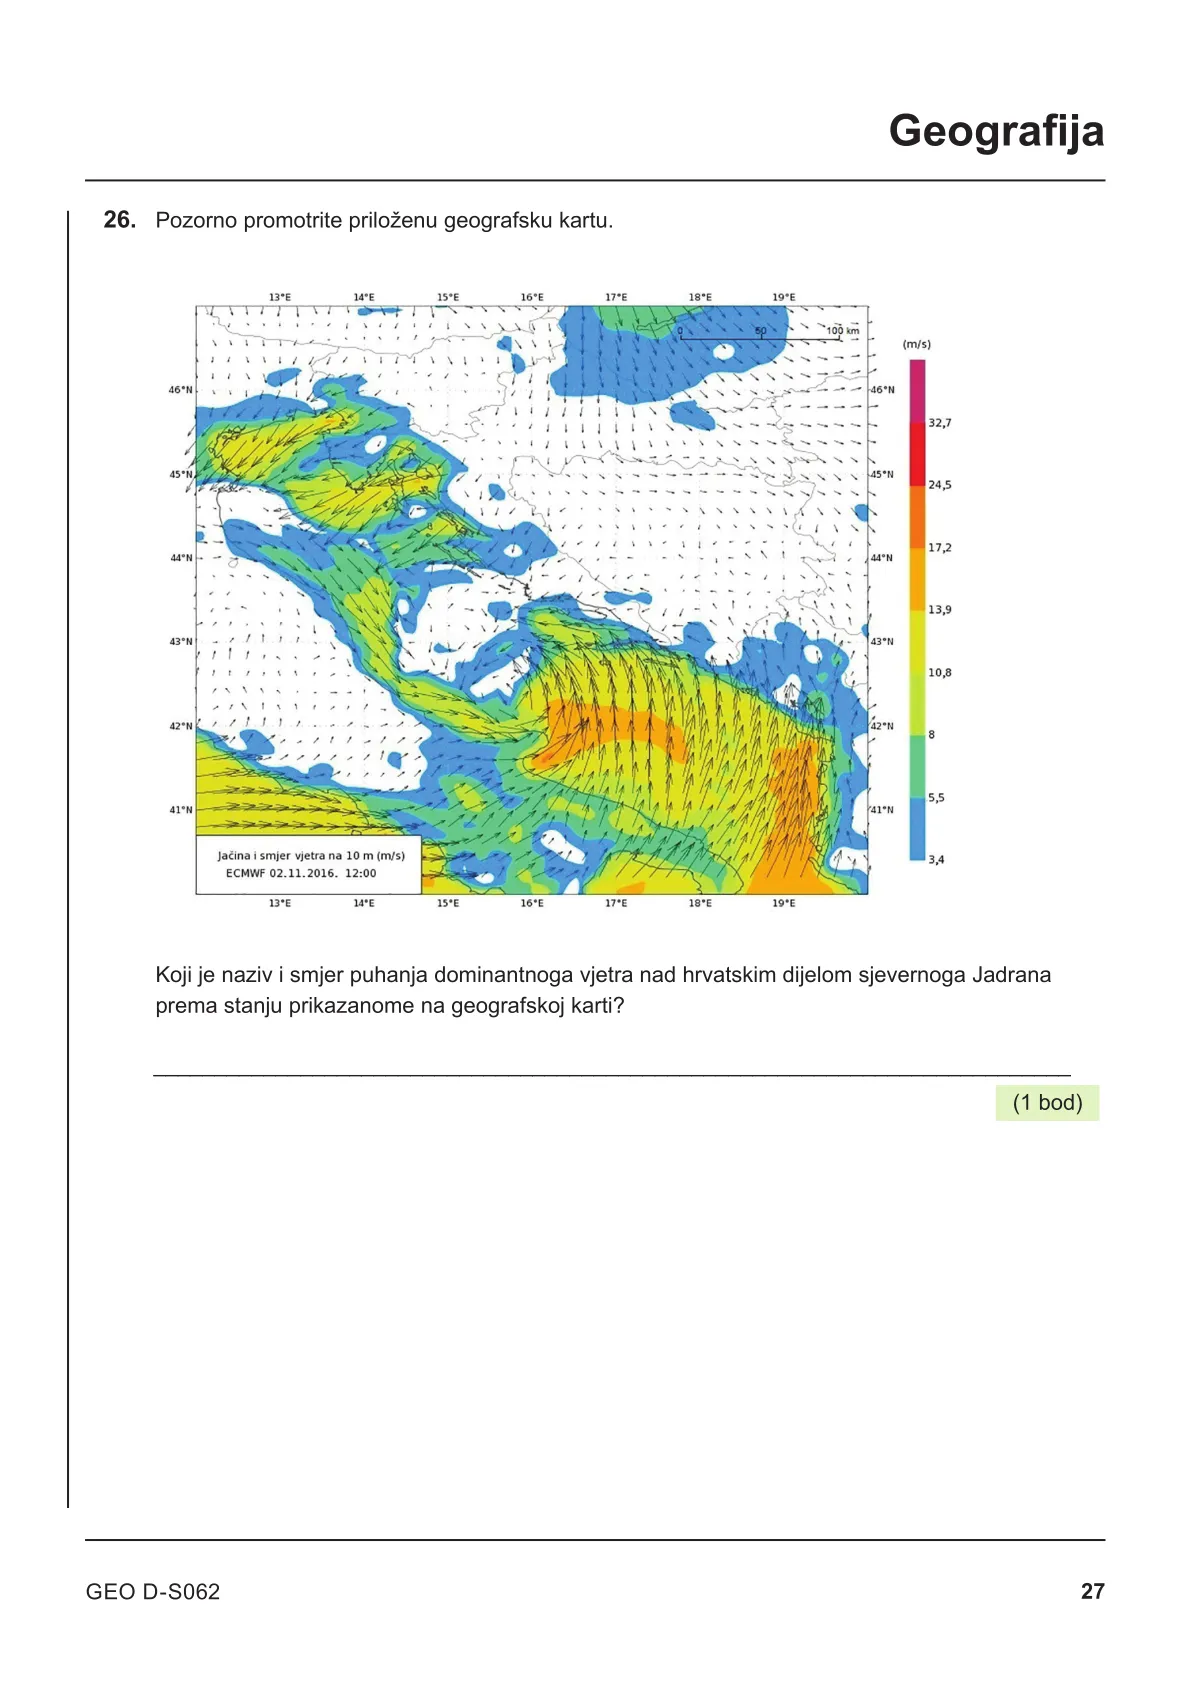 Geografija
26. Pozorno promotrite priloženu geografsku kartu.
13°E 14°E 15°E 16°E 17°E 18°E 19°E
0 50 100 km
(m/s)
46°N 46°N
32,7
45°N 45°N
24,5
17,2
44°N 44°N
13,9
43°N 43°N
10,8
42°N 42°N
8
41°N 41°N
5,5
3,4
Jačina i smjer vjetra na 10 m (m/s)
ECMWF 02.11.2016. 12:00
13°E 14°E 15°E 16°E 17°E 18°E 19°E
Koji je naziv i smjer puhanja dominantnoga vjetra nad hrvatskim dijelom sjevernoga Jadrana
prema stanju prikazanome na geografskoj karti?
(1 bod)
GEO D-S062
27